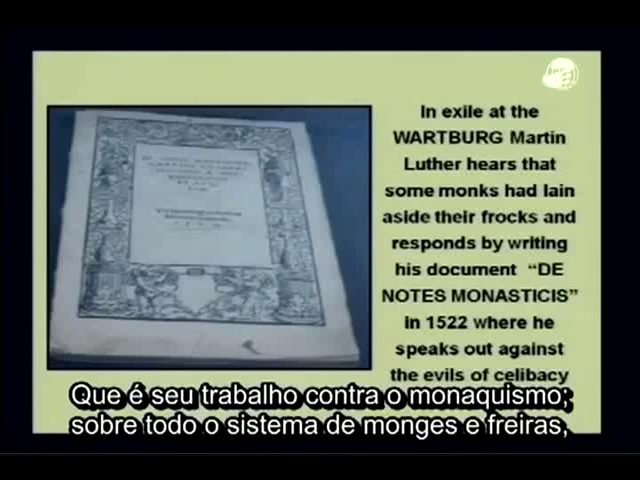 In exile at the
WARTBURG Martin
Luther hears that
some monks had lain
aside their frocks and
responds by writing
his document “DE
NOTES MONASTICIS”
in 1522 where he
speaks out against
the evils of celibacy
Que é seu trabalho contra o monaquismo;
sobre todo o sistema de monges e freiras,